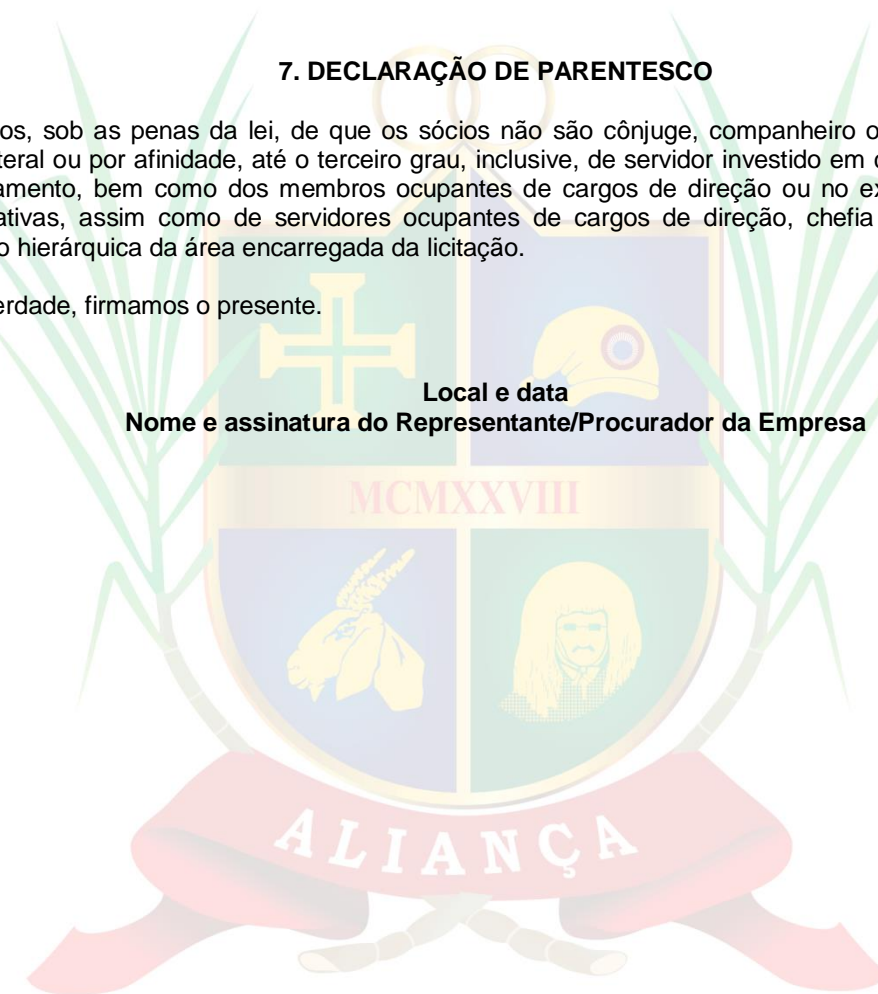 7. DECLARAÇÃO DE PARENTESCO
os, sob as penas da lei, de que os sócios não são cônjuge, companheiro o
teral ou por afinidade, até o terceiro grau, inclusive, de servidor investido em
amento, bem como dos membros ocupantes de cargos de direção ou no ex
ativas, assim como de servidores ocupantes de cargos de direção, chefia
o hierárquica da área encarregada da licitação.
erdade, firmamos o presente.
Local e data
Nome e assinatura do Representante/Procurador da Empresa
MCMXXVIII
ALIANÇA